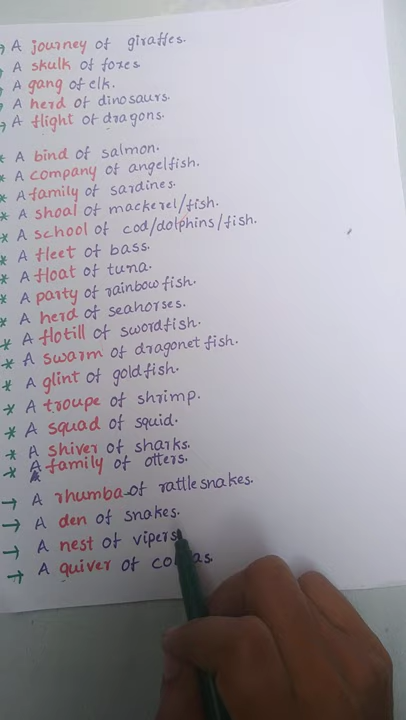 → A journey of giraffes.
A skulk of foxes
A gang of elk.
→ A herd of dinosaurs.
→ A flight of dragons.
* A bind of salmon.
* A company of angelfish.
* A family of sardines.
* A shoal of mackerel/fish.
* A school of cod/dolphins/fish.
* A fleet of bass.
* A float of tuna.
* A party of rainbow fish.
* A herd of seahorses.
* A flotill of swordfish.
* A swarm of dragonet fish.
* A glint of goldfish.
* A troupe of shrimp.
* A squad of squid.
* A shiver of sharks.
* A family of otters.
→ A rhumba of rattle snakes.
→ A den of snakes.
→ A nest of vipers
→ A quiver of